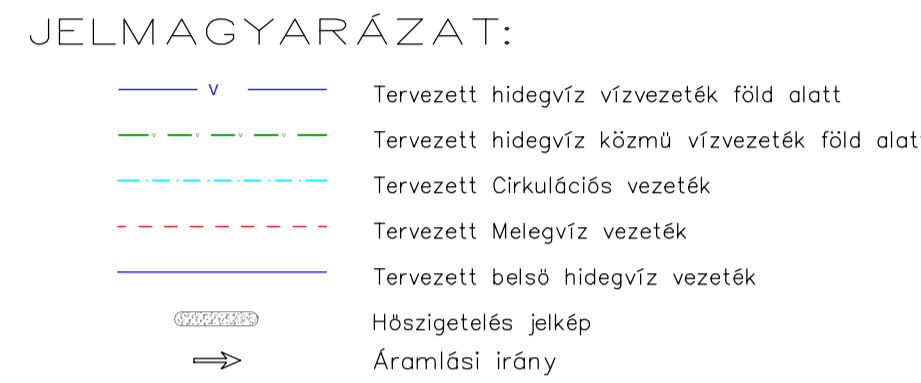 JELMAGYARÁZAT:
V Tervezett hidegvíz vízvezeték föld alatt
v v v v Tervezett hidegvíz közmü vízvezeték föld alat
Tervezett Cirkulációs vezeték
Tervezett Melegvíz vezeték
Tervezett belsö hidegvíz vezeték
Höszigetelés jelkép
Áramlási irány